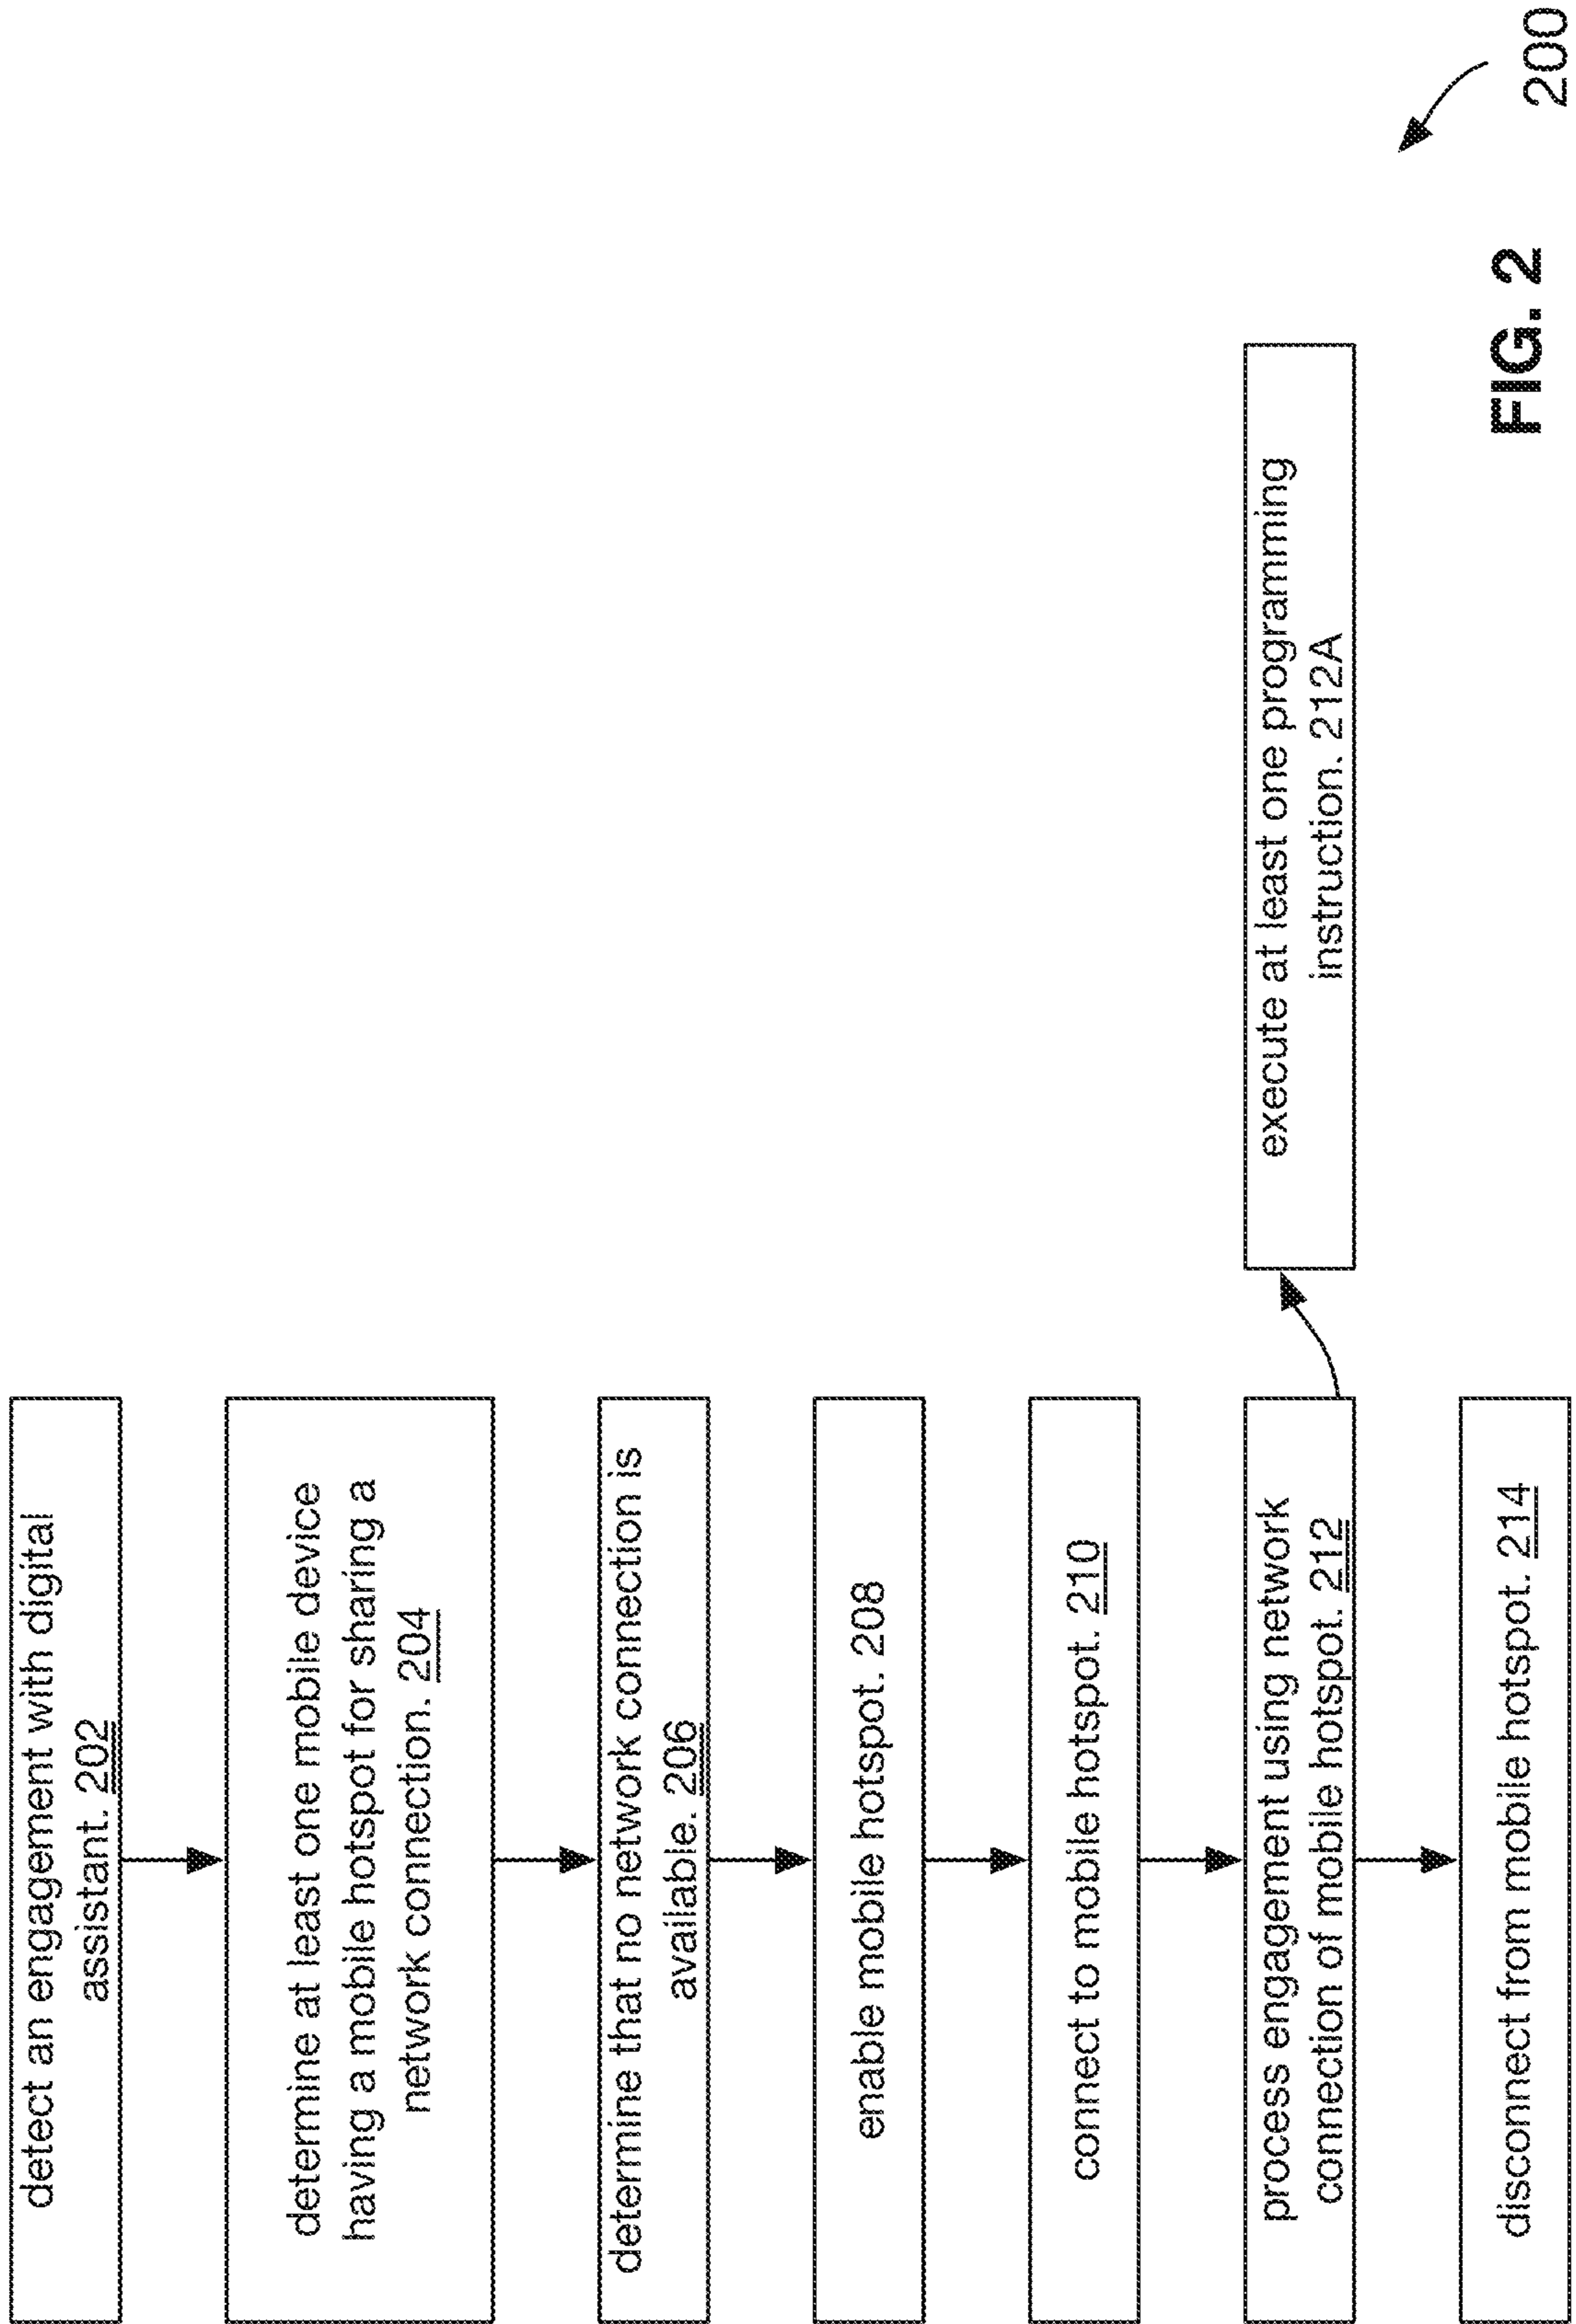 detect an engagement with digital
assistant. 202
determine at least one mobile device
having a mobile hotspot for sharing a
network connection. 204
determine that no network connection is
available. 206
enable mobile hotspot. 208
connect to mobile hotspot. 210
process engagement using network
connection of mobile hotspot. 212
execute at least one programming
instruction. 212A
disconnect from mobile hotspot. 214
FIG. 2
200